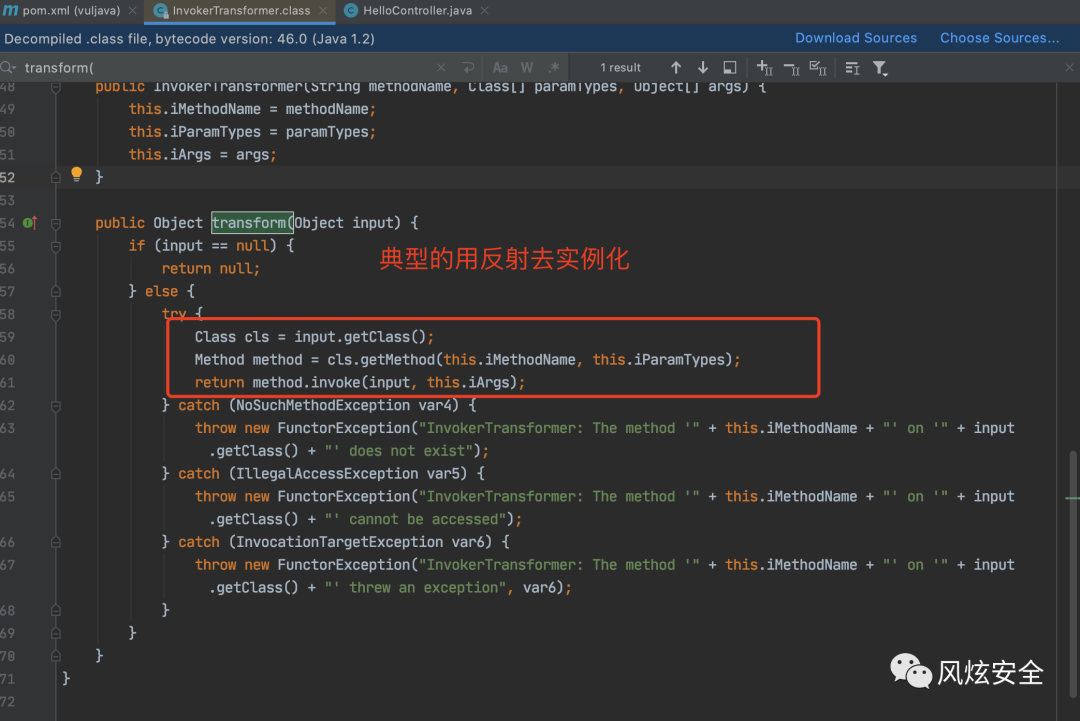 pom.xml (vuljava) × InvokerTransformer.class × HelloController.java ×
Decompiled .class file, bytecode version: 46.0 (Java 1.2) Download Sources Choose Sources...
transform( × Aa W .* 1 result
48 public InvokerTransformer(String methodName, Class[] paramTypes, Object[] args) {
49 this.iMethodName = methodName;
50 this.iParamTypes = paramTypes;
51 this.iArgs = args;
52 }
53
54 public Object transform(Object input) {
55 if (input == null) {
典型的用反射去实例化
56 return null;
57 } else {
58 try {
59 Class cls = input.getClass();
60 Method method = cls.getMethod(this.iMethodName, this.iParamTypes);
61 return method.invoke(input, this.iArgs);
62 } catch (NoSuchMethodException var4) {
63 throw new FunctorException("InvokerTransformer: The method '" + this.iMethodName + "' on '" + input
.getClass() + "' does not exist");
64 } catch (IllegalAccessException var5) {
65 throw new FunctorException("InvokerTransformer: The method '" + this.iMethodName + "' on '" + input
.getClass() + "' cannot be accessed");
66 } catch (InvocationTargetException var6) {
67 throw new FunctorException("InvokerTransformer: The method '" + this.iMethodName + "' on '" + input
.getClass() + "' threw an exception", var6);
68 }
69 }
70 }
71 }
72
风炫安全